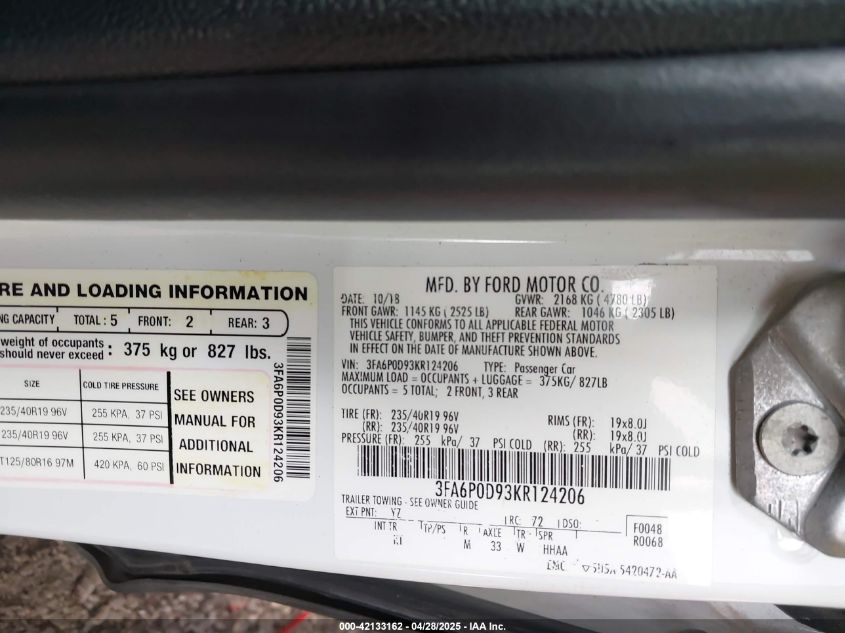 RE AND LOADING INFORMATION
NG CAPACITY TOTAL : 5 FRONT: 2 REAR: 3
weight of occupants
should never exceed : 375 kg or 827 lbs.
SIZE COLD TIRE PRESSURE
235/40R19 96V 255 KPA, 37 PSI
235/40R19 96V 255 KPA, 37 PSI
T125/80R16 97M 420 KPA, 60 PSI
SEE OWNERS
MANUAL FOR
ADDITIONAL
INFORMATION
3FA6P0D93KR124206
MFD. BY FORD MOTOR CO.
DATE: 10/18 GVWR: 2168 KG ( 4780 LB)
FRONT GAWR: 1145 KG ( 2525 LB) REAR GAWR: 1046 KG ( 2305 LB)
THIS VEHICLE CONFORMS TO ALL APPLICABLE FEDERAL MOTOR
VEHICLE SAFETY, BUMPER, AND THEFT PREVENTION STANDARDS
IN EFFECT ON THE DATE OF MANUFACTURE SHOWN ABOVE.
VIN: 3FA6P0D93KR124206 TYPE: Passenger Car
MAXIMUM LOAD = OCCUPANTS + LUGGAGE = 375KG/ 827LB
OCCUPANTS = 5 TOTAL; 2 FRONT, 3 REAR
TIRE (FR): 235/40R19 96V RIMS (FR): 19x8.0J
(RR): 235/40R19 96V (RR): 19x8.0J
PRESSURE (FR): 255 kPa/ 37 PSI COLD (RR): 255 kPa/ 37 PSI COLD
3FA6P0D93KR124206
TRAILER TOWING - SEE OWNER GUIDE
EXT PNT: YZ RC: 72 DSO: F0048
INT TR TP/PS R AXLE TR SPR R0068
M 33 W HHAA
5420472-AA
000-42133162 - 04/28/2025 - IAA Inc.